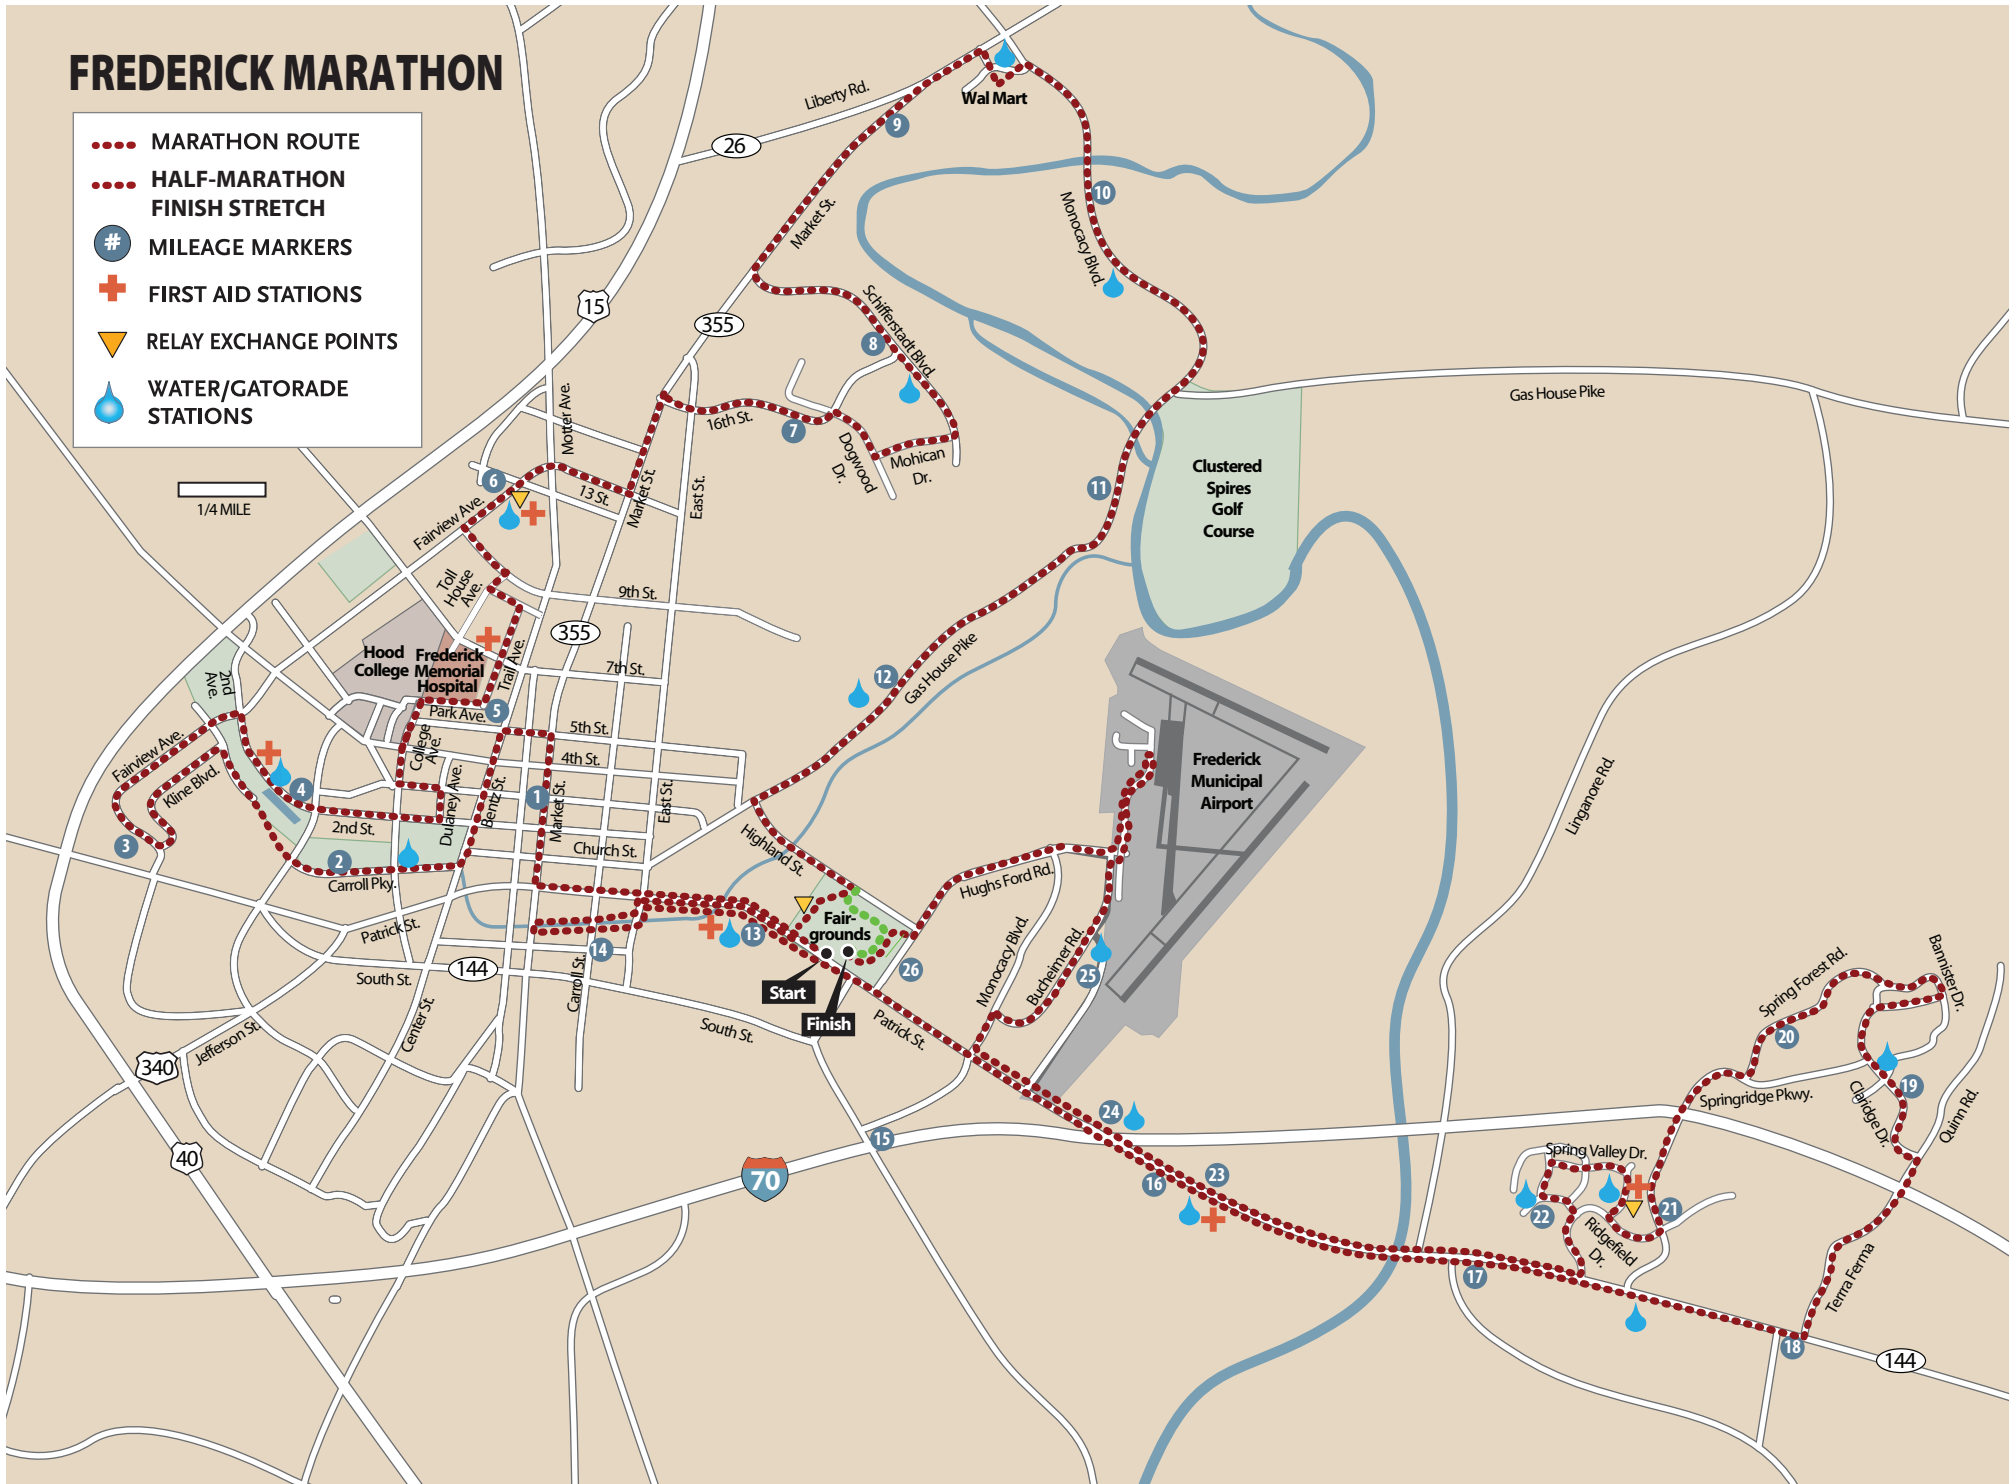 FREDERICK MARATHON
MARATHON ROUTE
HALF-MARATHON
FINISH STRETCH
#
MILEAGE MARKERS
FIRST AID STATIONS
RELAY EXCHANGE POINTS
WATER/GATORADE
STATIONS
1/4 MILE
Liberty Rd.
26
9
Wal Mart
10
Monocacy Blvd.
Market St.
15
355
Schifferstadt Blvd.
8
16th St.
7
Dogwood
Dr.
Mohican
Dr.
Motter Ave.
6
13 St.
Market St.
East St.
Fairview Ave.
Toll
House
Ave.
9th St.
355
Hood
College
Frederick
Memorial
Hospital
Trail Ave.
7th St.
2nd
Ave.
Park Ave.
5
5th St.
College
Ave.
4th St.
Fairview Ave.
Kline Blvd.
4
Dulaney Ave.
Bentz St.
1
Market St.
East St.
2nd St.
3
2
Church St.
Carroll Pky.
Patrick St.
South St.
144
14
Carroll St.
13
Center St.
Jefferson St.
340
40
South St.
Gas House Pike
Clustered
Spires
Golf
Course
11
12
Gas House Pike
Highland St.
Fair-
grounds
Start
Finish
26
Patrick St.
Hughs Ford Rd.
Monocacy Blvd.
Bucheimer Rd.
25
Frederick
Municipal
Airport
Linganore Rd.
24
15
70
16
23
17
18
144
Terrra Ferma
Quinn Rd.
19
Claridge Dr.
Bannister Dr.
Spring Forest Rd.
20
Springridge Pkwy.
Spring Valley Dr.
21
22
Ridgefield
Dr.